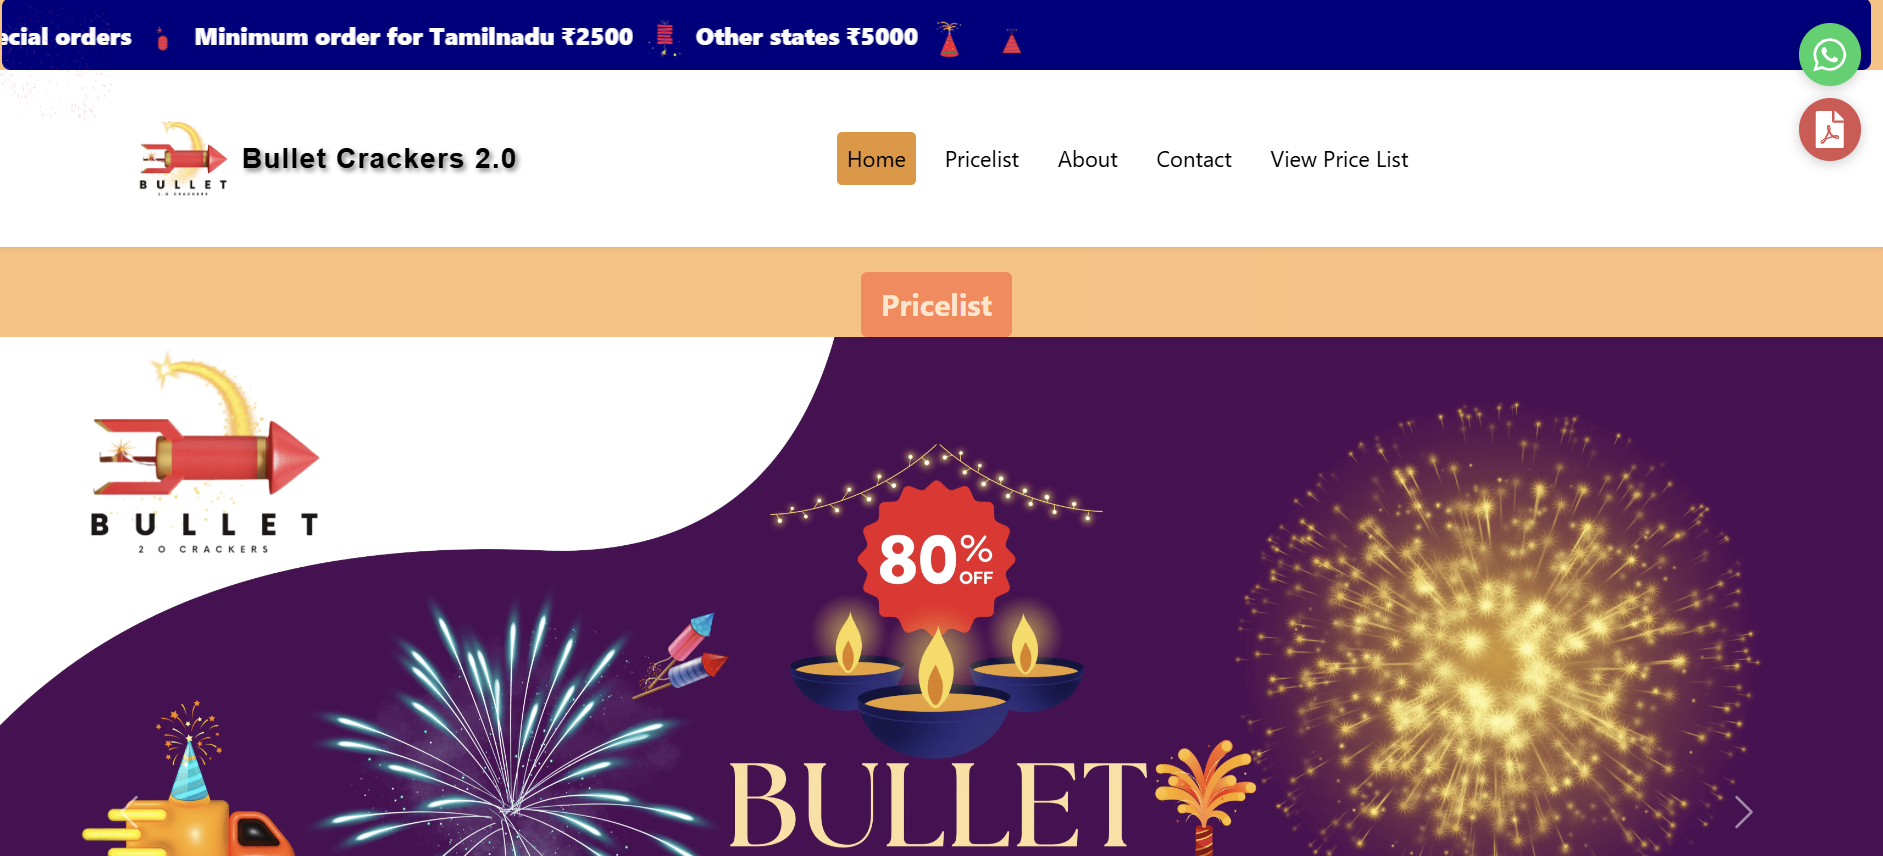 ecial orders Minimum order for Tamilnadu ₹2500 Other states ₹5000
BULLET
2.0 CRACKERS
Bullet Crackers 2.0
Home Pricelist About Contact View Price List
Pricelist
BULLET
2 0 CRACKERS
80% OFF
BULLET